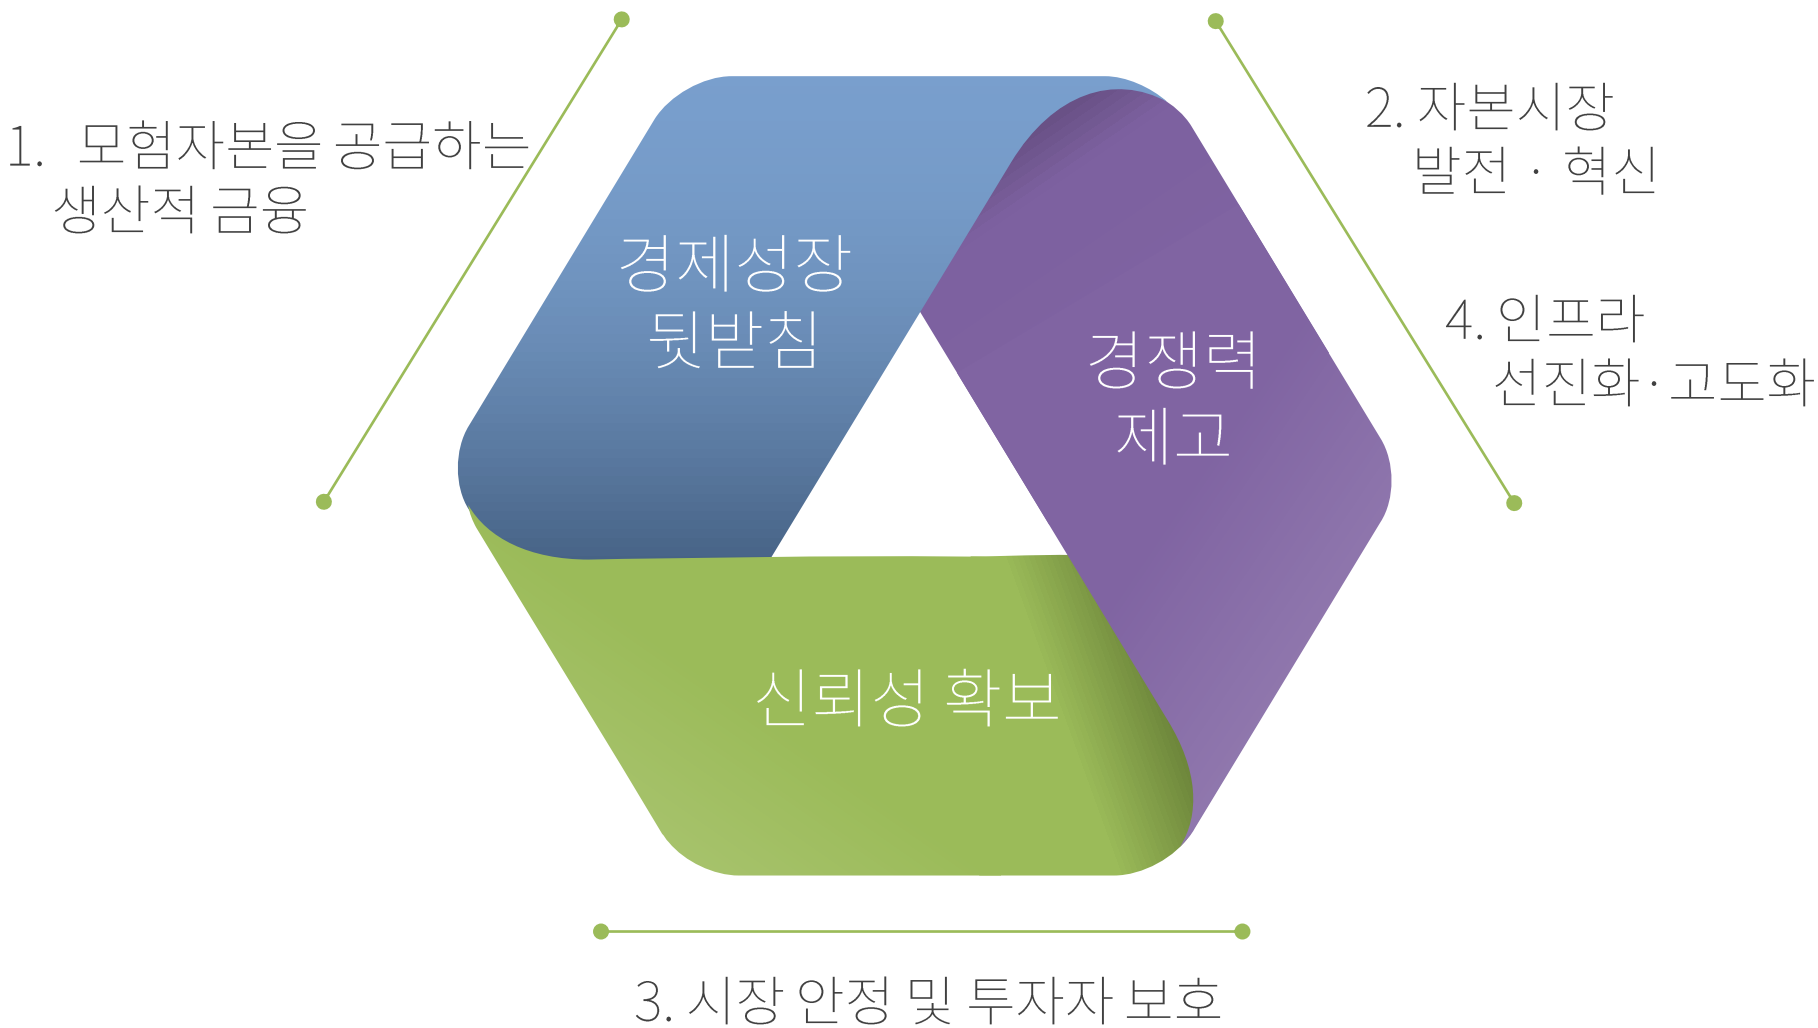 1. 모험자본을 공급하는
생산적 금융
2. 자본시장
발전 · 혁신
4. 인프라
선진화·고도화
경제성장
뒷받침
경쟁력
제고
신뢰성 확보
3. 시장 안정 및 투자자 보호